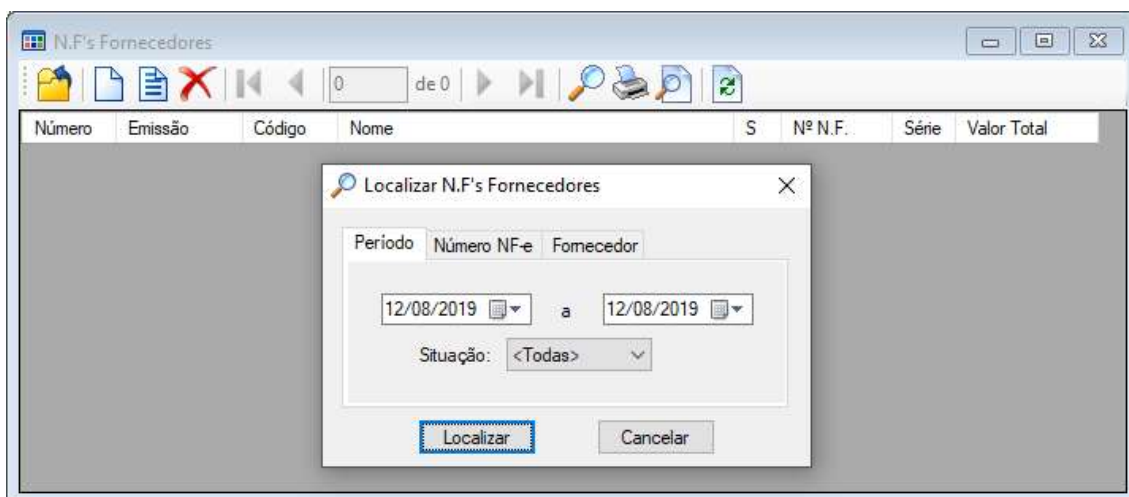 N.F's Fornecedores
0 de 0
Número Emissão Código Nome S Nº N.F. Série Valor Total
Localizar N.F's Fornecedores
Período Número NF-e Fornecedor
12/08/2019 a 12/08/2019
Situação: <Todas>
Localizar Cancelar